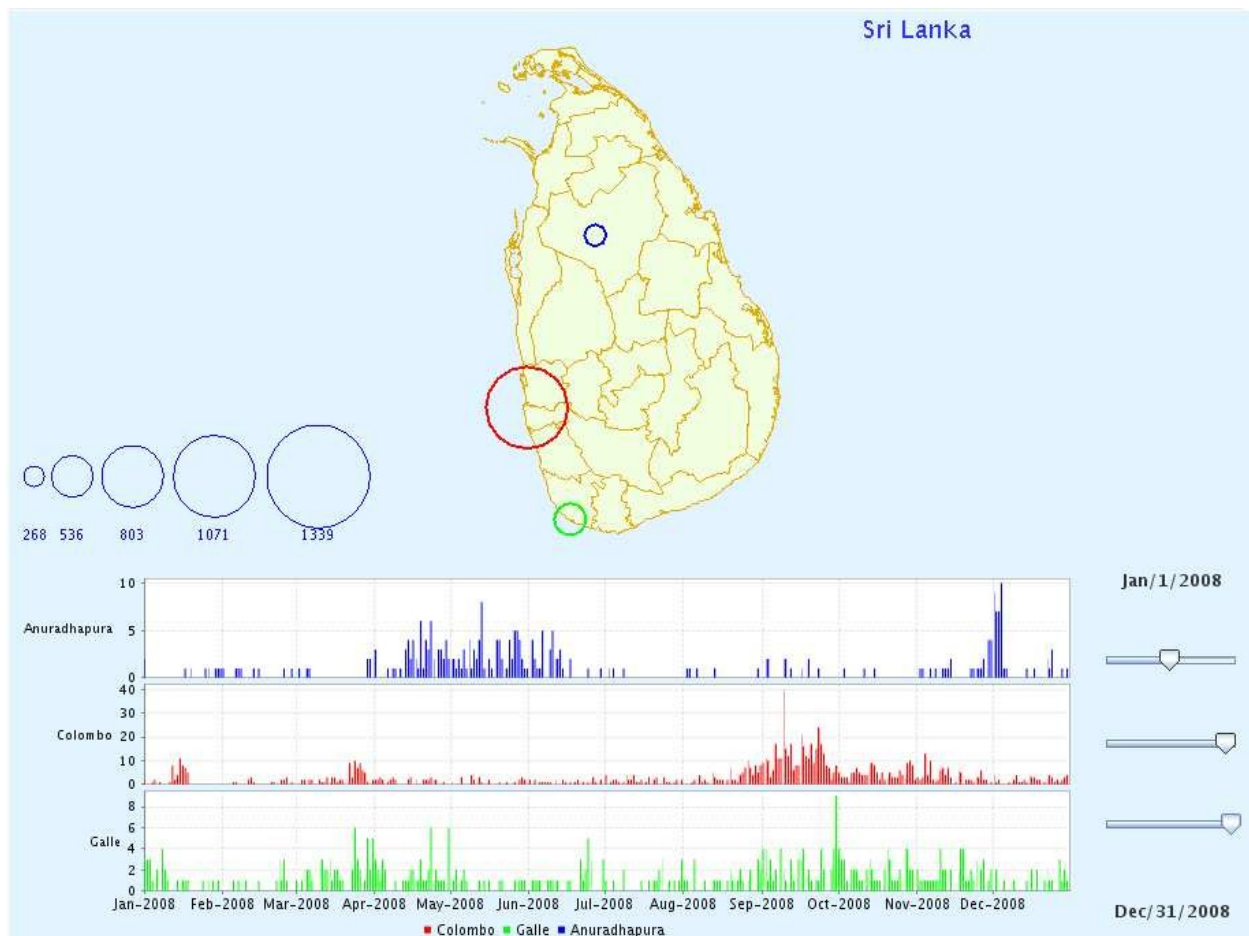 Sri Lanka
268 536 803 1071 1339
Jan/1/2008
10
Anuradhapura
5
0
40
30
Colombo
20
10
0
8
6
Galle
4
2
0
Jan-2008 Feb-2008 Mar-2008 Apr-2008 May-2008 Jun-2008 Jul-2008 Aug-2008 Sep-2008 Oct-2008 Nov-2008 Dec-2008
Colombo Galle Anuradhapura
Dec/31/2008